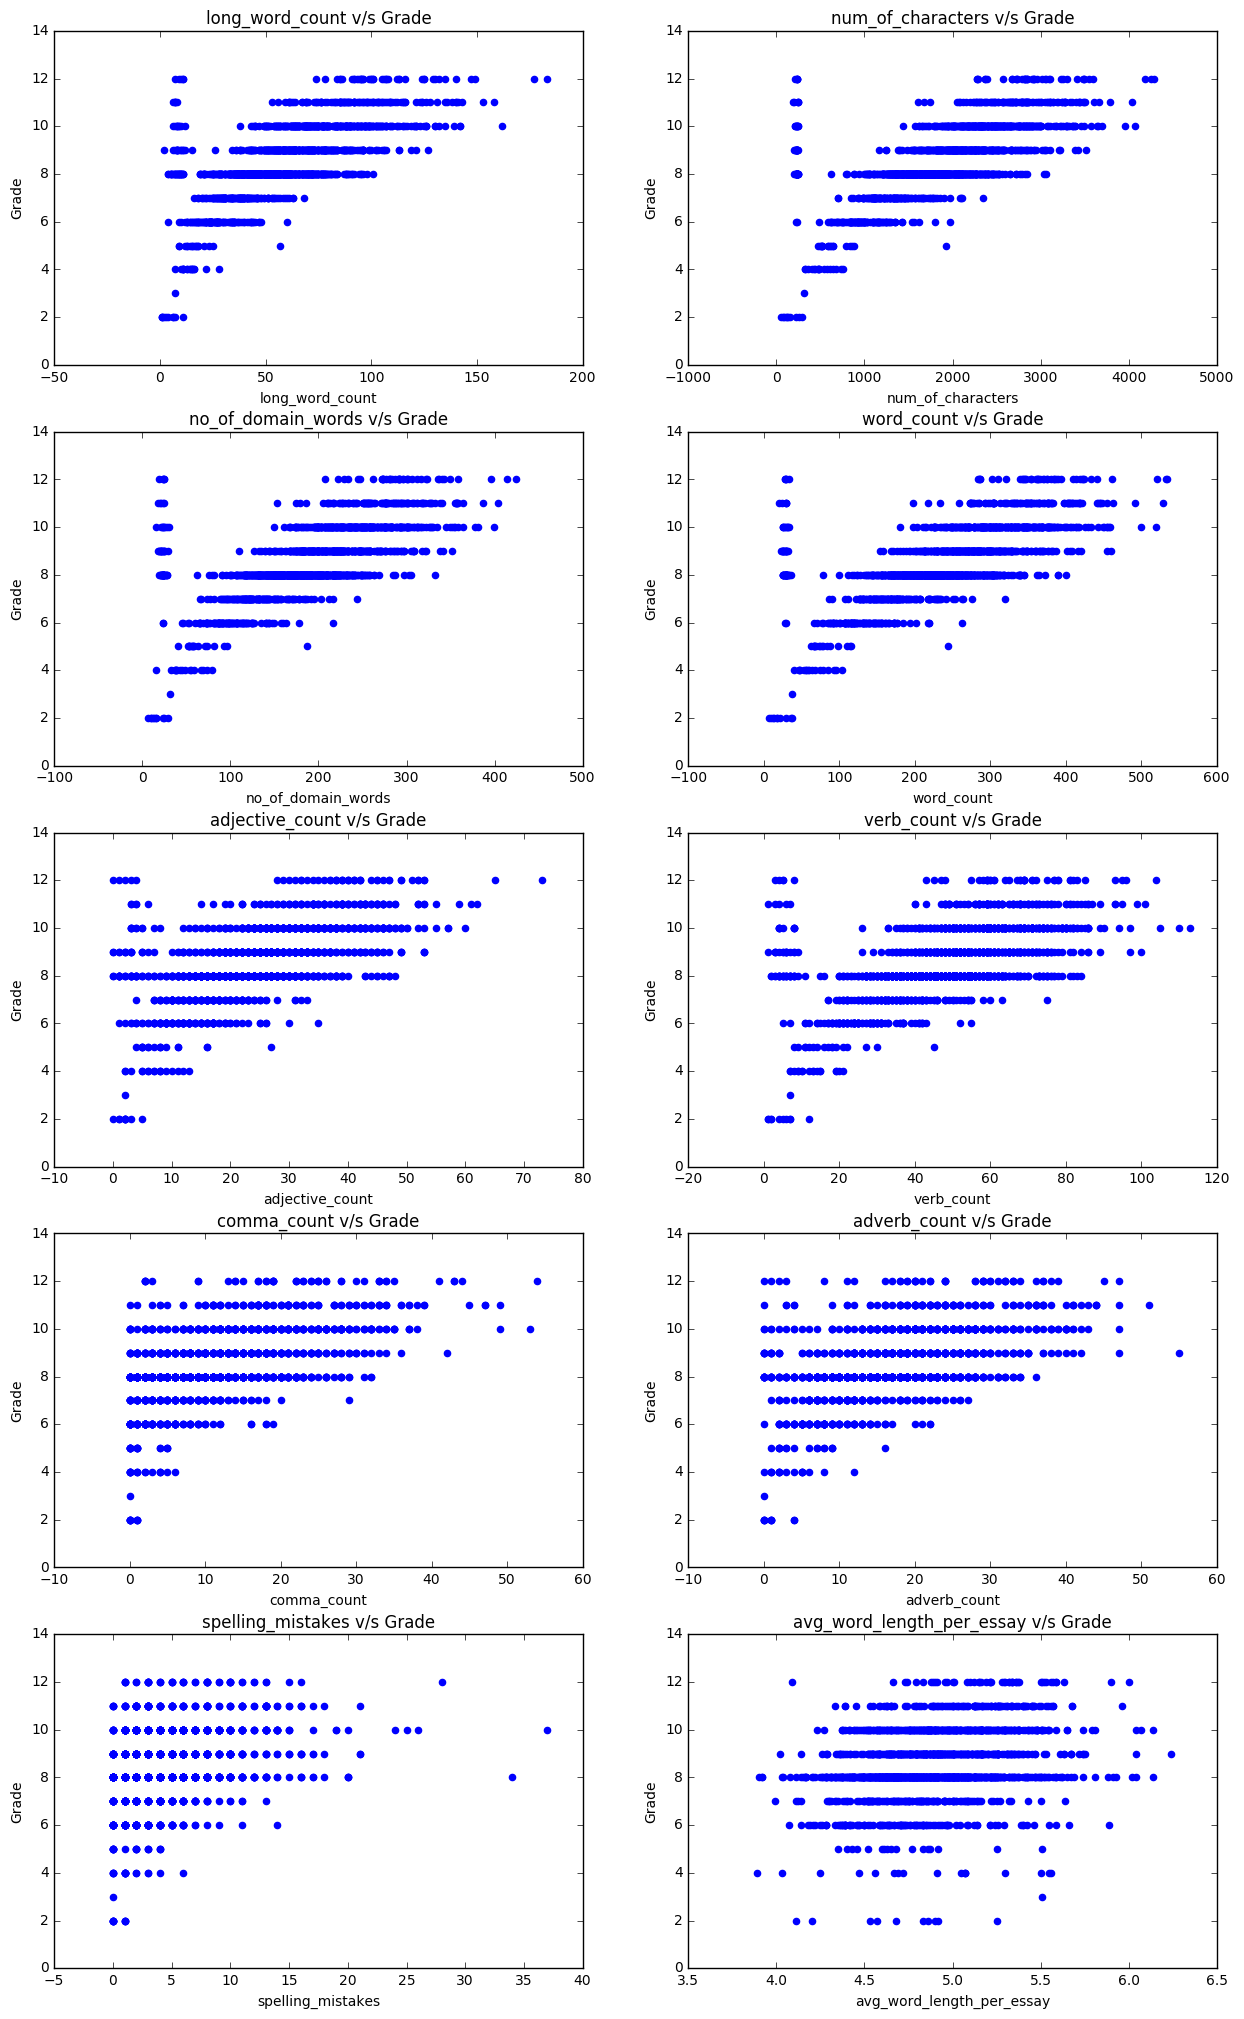 long_word_count v/s Grade
14
12
10
8
6
4
2
0
Grade
−50 0 50 100 150 200
long_word_count
num_of_characters v/s Grade
14
12
10
8
6
4
2
0
Grade
−1000 0 1000 2000 3000 4000 5000
num_of_characters
no_of_domain_words v/s Grade
14
12
10
8
6
4
2
0
Grade
−100 0 100 200 300 400 500
no_of_domain_words
word_count v/s Grade
14
12
10
8
6
4
2
0
Grade
−100 0 100 200 300 400 500 600
word_count
adjective_count v/s Grade
14
12
10
8
6
4
2
0
Grade
−10 0 10 20 30 40 50 60 70 80
adjective_count
verb_count v/s Grade
14
12
10
8
6
4
2
0
Grade
−20 0 20 40 60 80 100 120
verb_count
comma_count v/s Grade
14
12
10
8
6
4
2
0
Grade
−10 0 10 20 30 40 50 60
comma_count
adverb_count v/s Grade
14
12
10
8
6
4
2
0
Grade
−10 0 10 20 30 40 50 60
adverb_count
spelling_mistakes v/s Grade
14
12
10
8
6
4
2
0
Grade
−5 0 5 10 15 20 25 30 35 40
spelling_mistakes
avg_word_length_per_essay v/s Grade
14
12
10
8
6
4
2
0
Grade
3.5 4.0 4.5 5.0 5.5 6.0 6.5
avg_word_length_per_essay